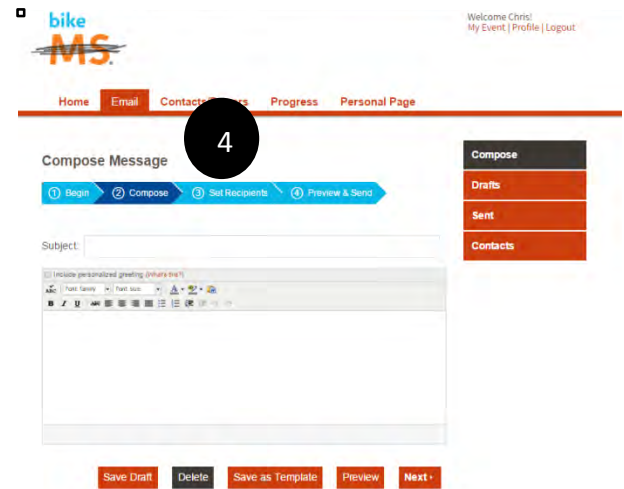 bike
MS.
Welcome Chris!
My Event | Profile | Logout
Home Email Progress Personal Page
4
Compose Message
Compose
1 Begin 2 Compose 3 Set Recipients 4 Preview & Send
Drafts
Sent
Subject:
Contacts
Include personalized greeting (What's this?)
ABC Font family Font size A
B I U ABC
Save Draft Delete Save as Template Preview Next ›